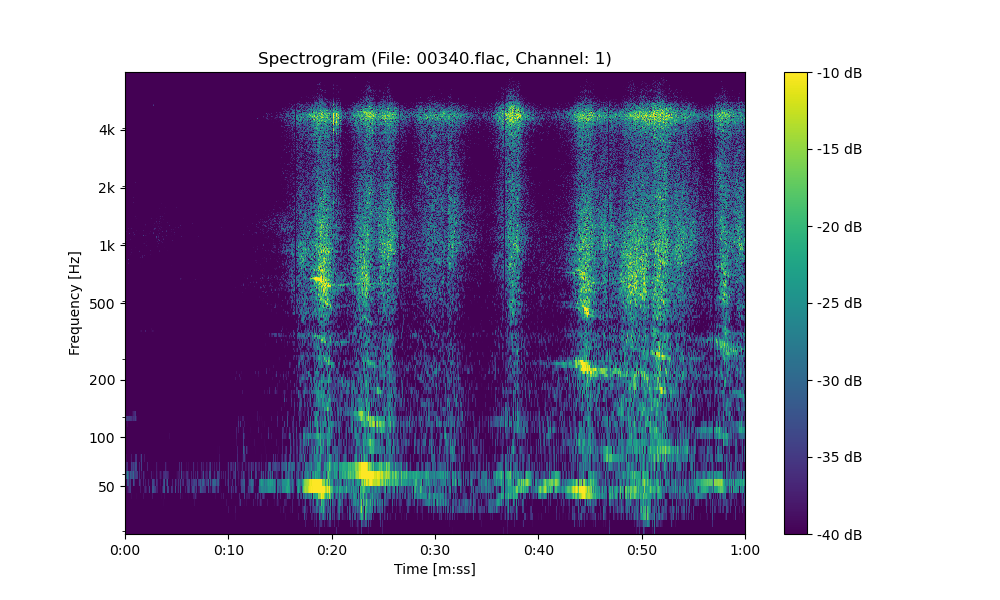 Spectrogram (File: 00340.flac, Channel: 1)
Frequency [Hz]
4k
2k
1k
500
200
100
50
0:00
0:10
0:20
0:30
0:40
0:50
1:00
Time [m:ss]
-10 dB
-15 dB
-20 dB
-25 dB
-30 dB
-35 dB
-40 dB